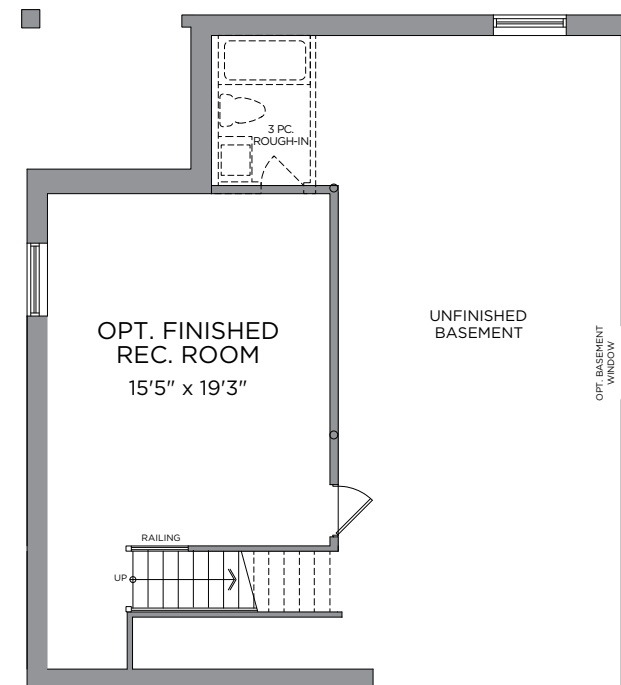 3 PC.
ROUGH-IN
OPT. FINISHED
REC. ROOM
15'5" x 19'3"
UNFINISHED
BASEMENT
OPT. BASEMENT
WINDOW
RAILING
UP